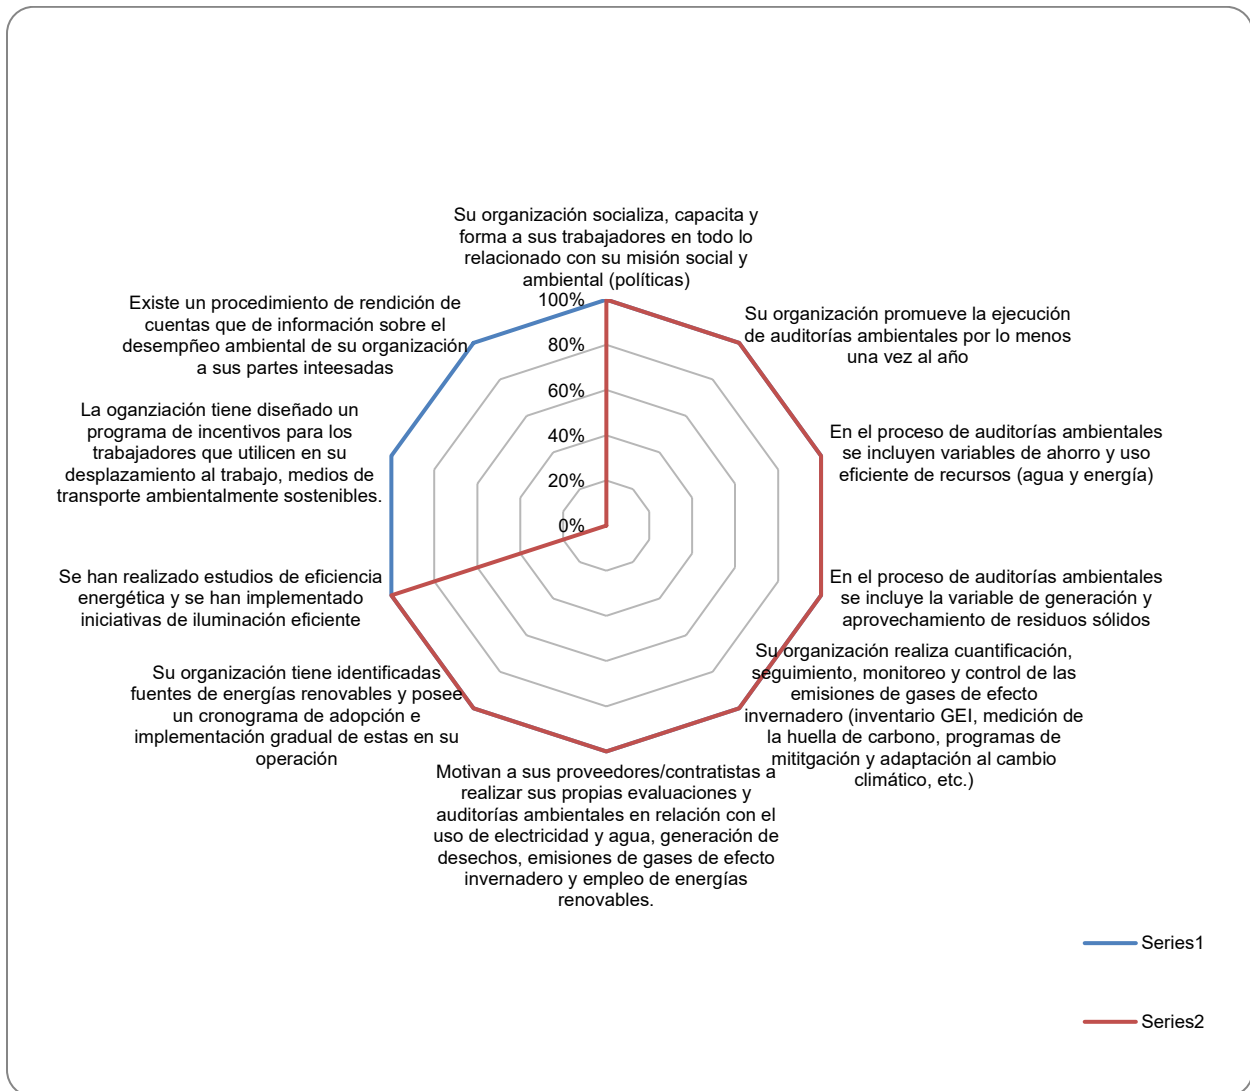 Su organización socializa, capacita y
forma a sus trabajadores en todo lo
relacionado con su misión social y
ambiental (políticas)
Su organización promueve la ejecución
de auditorías ambientales por lo menos
una vez al año
En el proceso de auditorías ambientales
se incluyen variables de ahorro y uso
eficiente de recursos (agua y energía)
En el proceso de auditorías ambientales
se incluye la variable de generación y
aprovechamiento de residuos sólidos
Su organización realiza cuantificación,
seguimiento, monitoreo y control de las
emisiones de gases de efecto
invernadero (inventario GEI, medición de
la huella de carbono, programas de
mititgación y adaptación al cambio
climático, etc.)
Motivan a sus proveedores/contratistas a
realizar sus propias evaluaciones y
auditorías ambientales en relación con el
uso de electricidad y agua, generación de
desechos, emisiones de gases de efecto
invernadero y empleo de energías
renovables.
Su organización tiene identificadas
fuentes de energías renovables y posee
un cronograma de adopción e
implementación gradual de estas en su
operación
Se han realizado estudios de eficiencia
energética y se han implementado
iniciativas de iluminación eficiente
La oganziación tiene diseñado un
programa de incentivos para los
trabajadores que utilicen en su
desplazamiento al trabajo, medios de
transporte ambientalmente sostenibles.
Existe un procedimiento de rendición de
cuentas que de información sobre el
desempñeo ambiental de su organización
a sus partes inteesadas
100%
80%
60%
40%
20%
0%
Series1
Series2